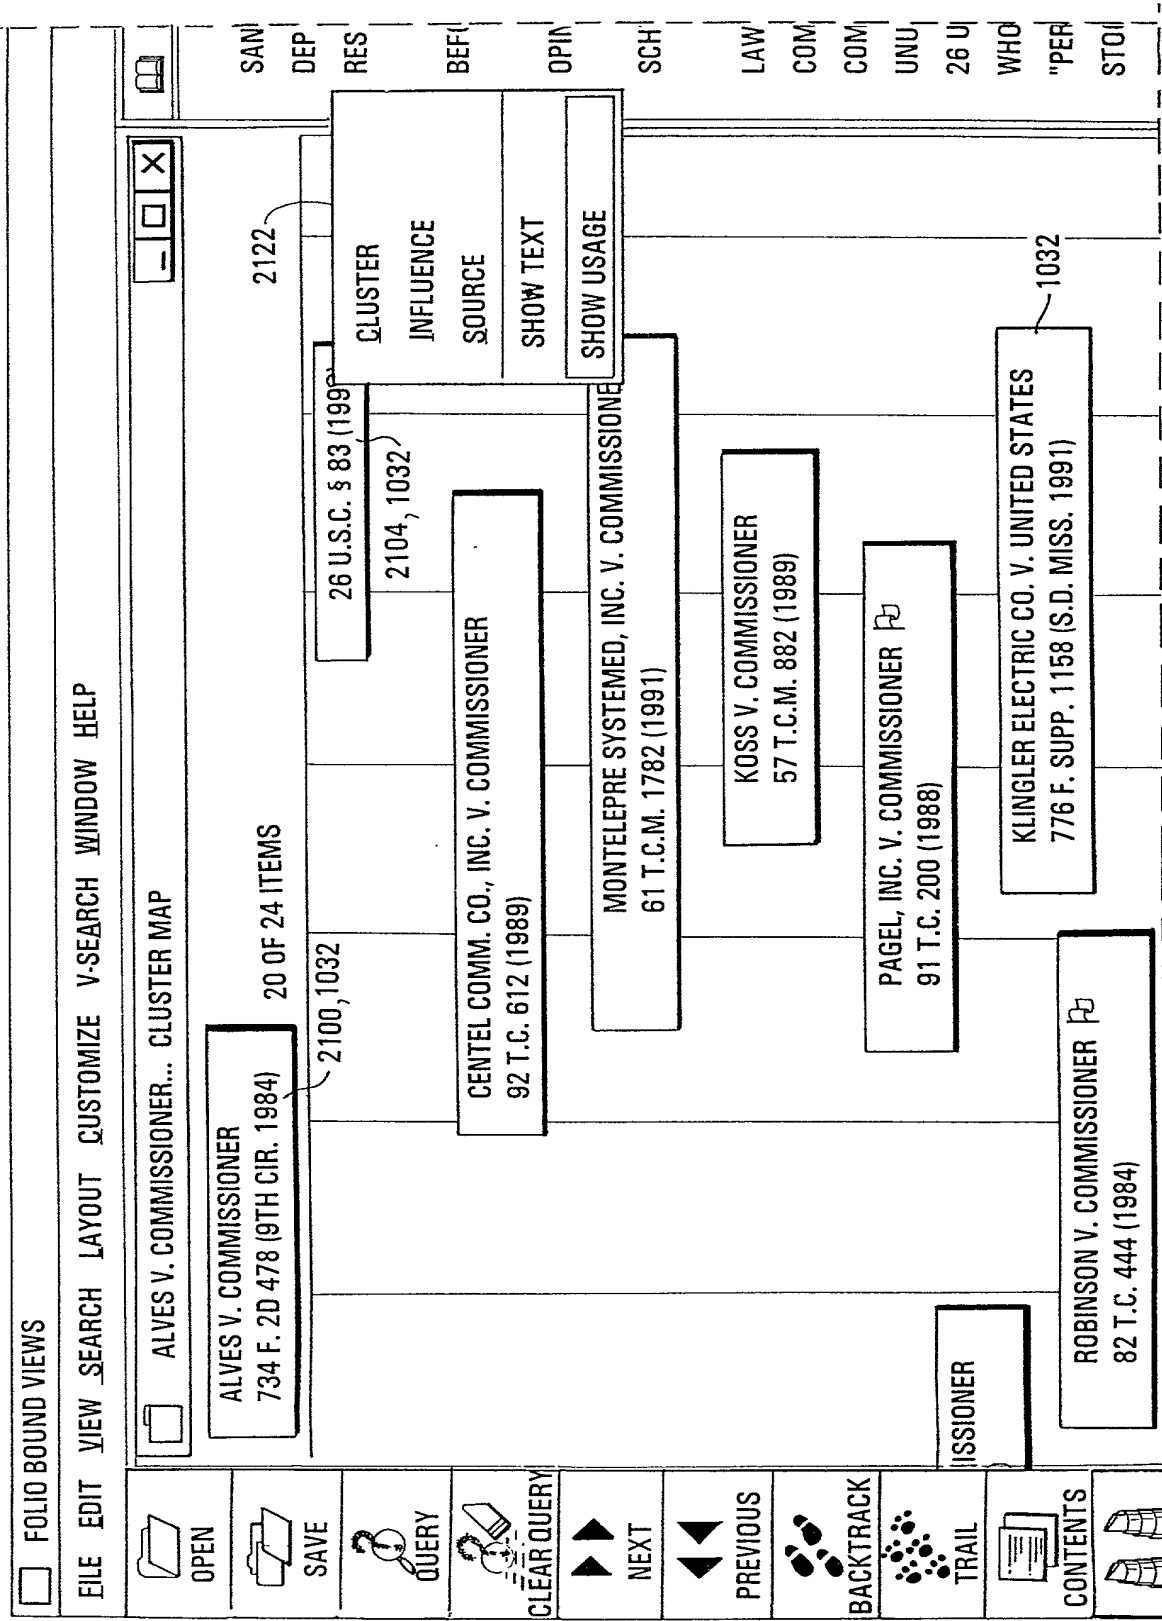 FOLIO BOUND VIEWS
FILE EDIT VIEW SEARCH LAYOUT CUSTOMIZE V-SEARCH WINDOW HELP
OPEN
SAVE
QUERY
CLEAR QUERY
NEXT
PREVIOUS
BACKTRACK
TRAIL
CONTENTS
ALVES V. COMMISSIONER... CLUSTER MAP
ALVES V. COMMISSIONER
734 F. 2D 478 (9TH CIR. 1984)
20 OF 24 ITEMS
2100,1032
2122
26 U.S.C. § 83 (199
2104, 1032
CLUSTER
INFLUENCE
SOURCE
SHOW TEXT
SHOW USAGE
CENTEL COMM. CO., INC. V. COMMISSIONER
92 T.C. 612 (1989)
MONTELEPRE SYSTEMED, INC. V. COMMISSIONE
61 T.C.M. 1782 (1991)
KOSS V. COMMISSIONER
57 T.C.M. 882 (1989)
PAGEL, INC. V. COMMISSIONER
91 T.C. 200 (1988)
KLINGLER ELECTRIC CO. V. UNITED STATES
776 F. SUPP. 1158 (S.D. MISS. 1991)
1032
ISSIONER
ROBINSON V. COMMISSIONER
82 T.C. 444 (1984)
SAN
DEP
RES
BEF
OPIN
SCH
LAW
COM
COM
UNU
26 U
WHO
"PER
STO